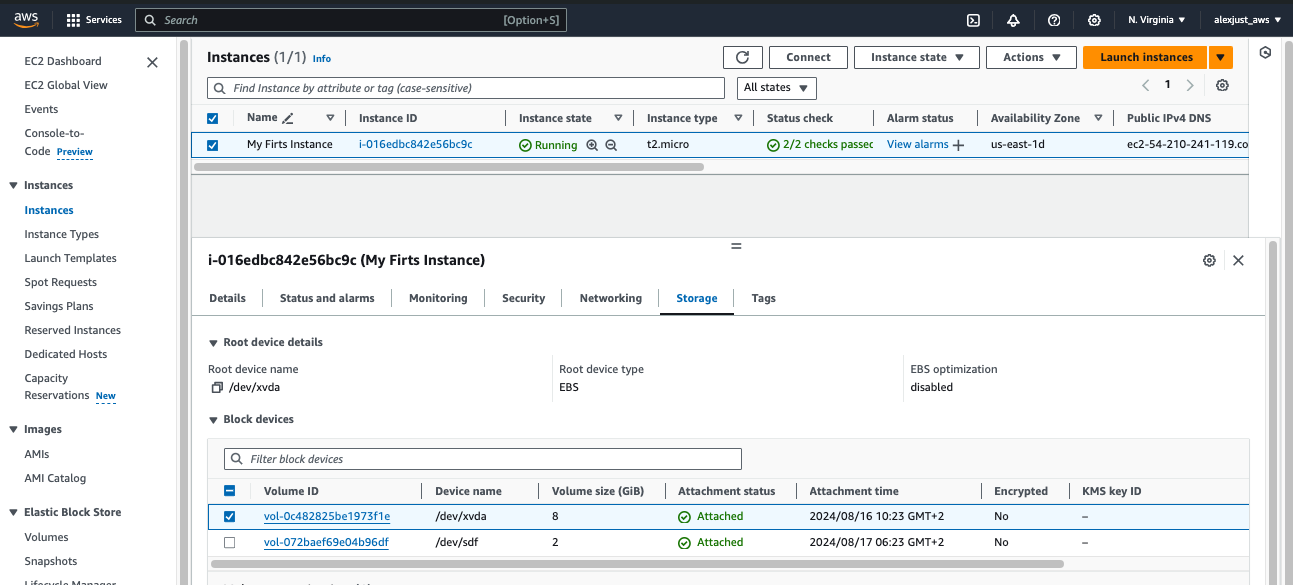 aws Services Search [Option+S] N. Virginia alexjust_aws
EC2 Dashboard
EC2 Global View
Events
Console-to-
Code Preview
Instances
Instances
Instance Types
Launch Templates
Spot Requests
Savings Plans
Reserved Instances
Dedicated Hosts
Capacity
Reservations New
Images
AMIs
AMI Catalog
Elastic Block Store
Volumes
Snapshots
Lifecycle Manager
Instances (1/1) Info Connect Instance state Actions Launch instances
Find Instance by attribute or tag (case-sensitive) All states 1
Name Instance ID Instance state Instance type Status check Alarm status Availability Zone Public IPv4 DNS
My Firts Instance i-016edbc842e56bc9c Running t2.micro 2/2 checks passed View alarms us-east-1d ec2-54-210-241-119.co
i-016edbc842e56bc9c (My Firts Instance)
Details Status and alarms Monitoring Security Networking Storage Tags
Root device details
Root device name Root device type EBS optimization
/dev/xvda EBS disabled
Block devices
Filter block devices
Volume ID Device name Volume size (GiB) Attachment status Attachment time Encrypted KMS key ID
vol-0c482825be1973f1e /dev/xvda 8 Attached 2024/08/16 10:23 GMT+2 No –
vol-072baef69e04b96df /dev/sdf 2 Attached 2024/08/17 06:23 GMT+2 No –